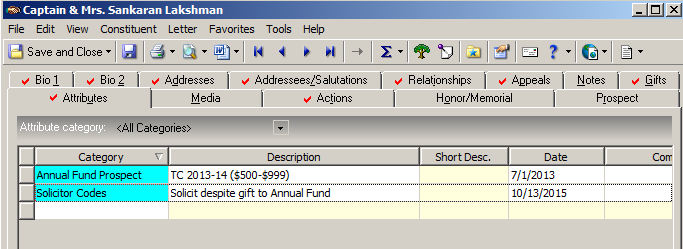 Captain & Mrs. Sankaran Lakshman
File Edit View Constituent Letter Favorites Tools Help
Save and Close
Bio 1 Bio 2 Addresses Addressees/Salutations Relationships Appeals Notes Gifts
Attributes Media Actions Honor/Memorial Prospect
Attribute category: <All Categories>
Category Description Short Desc. Date Com
Annual Fund Prospect TC 2013-14 ($500-$999) 7/1/2013
Solicitor Codes Solicit despite gift to Annual Fund 10/13/2015